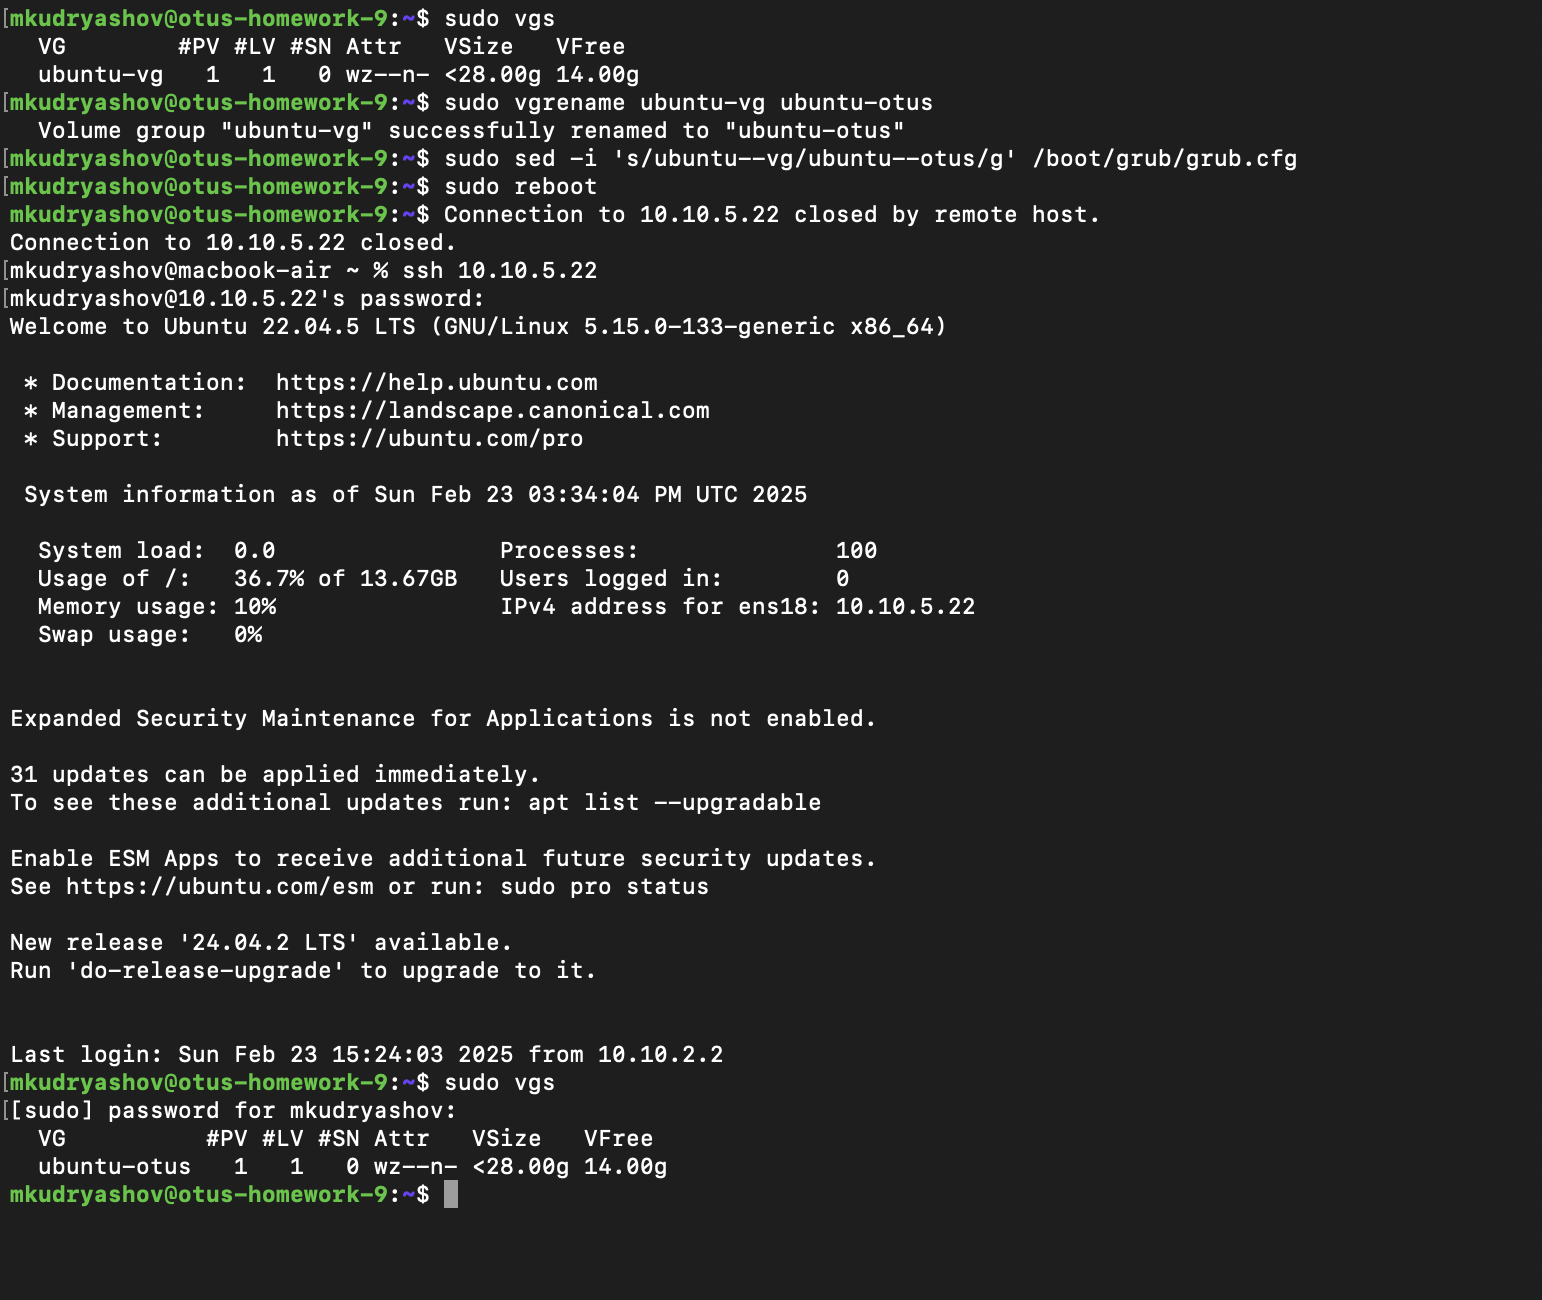 [mkudryashov@otus-homework-9:~$ sudo vgs
  VG        #PV #LV #SN Attr   VSize   VFree
  ubuntu-vg   1   1   0 wz--n- <28.00g 14.00g
[mkudryashov@otus-homework-9:~$ sudo vgrename ubuntu-vg ubuntu-otus
  Volume group "ubuntu-vg" successfully renamed to "ubuntu-otus"
[mkudryashov@otus-homework-9:~$ sudo sed -i 's/ubuntu--vg/ubuntu--otus/g' /boot/grub/grub.cfg
[mkudryashov@otus-homework-9:~$ sudo reboot
mkudryashov@otus-homework-9:~$ Connection to 10.10.5.22 closed by remote host.
Connection to 10.10.5.22 closed.
[mkudryashov@macbook-air ~ % ssh 10.10.5.22
[mkudryashov@10.10.5.22's password:
Welcome to Ubuntu 22.04.5 LTS (GNU/Linux 5.15.0-133-generic x86_64)

 * Documentation:  https://help.ubuntu.com
 * Management:     https://landscape.canonical.com
 * Support:        https://ubuntu.com/pro

 System information as of Sun Feb 23 03:34:04 PM UTC 2025

  System load:  0.0                Processes:              100
  Usage of /:   36.7% of 13.67GB   Users logged in:        0
  Memory usage: 10%                IPv4 address for ens18: 10.10.5.22
  Swap usage:   0%

Expanded Security Maintenance for Applications is not enabled.

31 updates can be applied immediately.
To see these additional updates run: apt list --upgradable

Enable ESM Apps to receive additional future security updates.
See https://ubuntu.com/esm or run: sudo pro status

New release '24.04.2 LTS' available.
Run 'do-release-upgrade' to upgrade to it.

Last login: Sun Feb 23 15:24:03 2025 from 10.10.2.2
[mkudryashov@otus-homework-9:~$ sudo vgs
[[sudo] password for mkudryashov:
  VG          #PV #LV #SN Attr   VSize   VFree
  ubuntu-otus   1   1   0 wz--n- <28.00g 14.00g
mkudryashov@otus-homework-9:~$